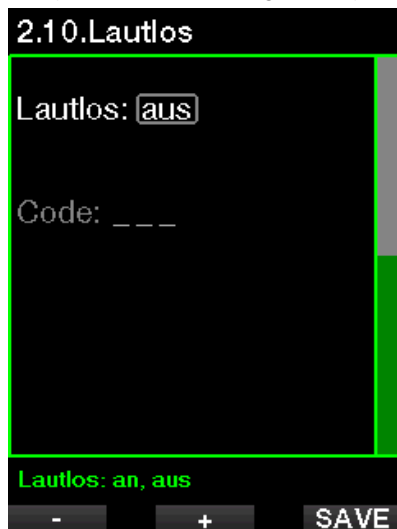 2.10.Lautlos
Lautlos: aus
Code: _ _ _
Lautlos: an, aus
- + SAVE